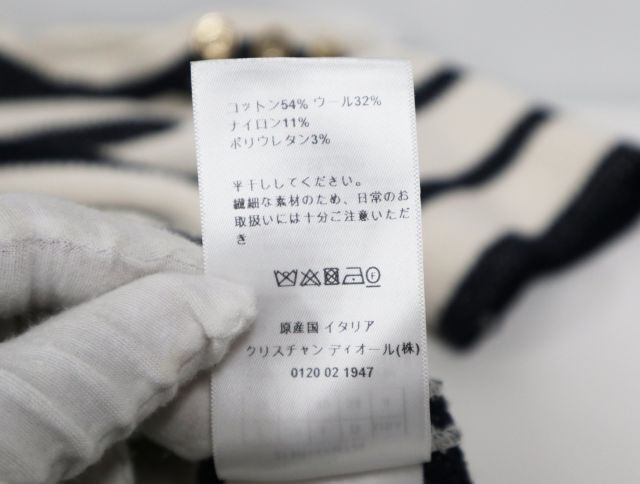 コットン54% ウール32%
ナイロン11%
ポリウレタン3%
平干ししてください。
繊細な素材のため、日常のお
取扱いには十分ご注意いただ
き
原産国 イタリア
クリスチャン ディオール(株)
0120 02 1947